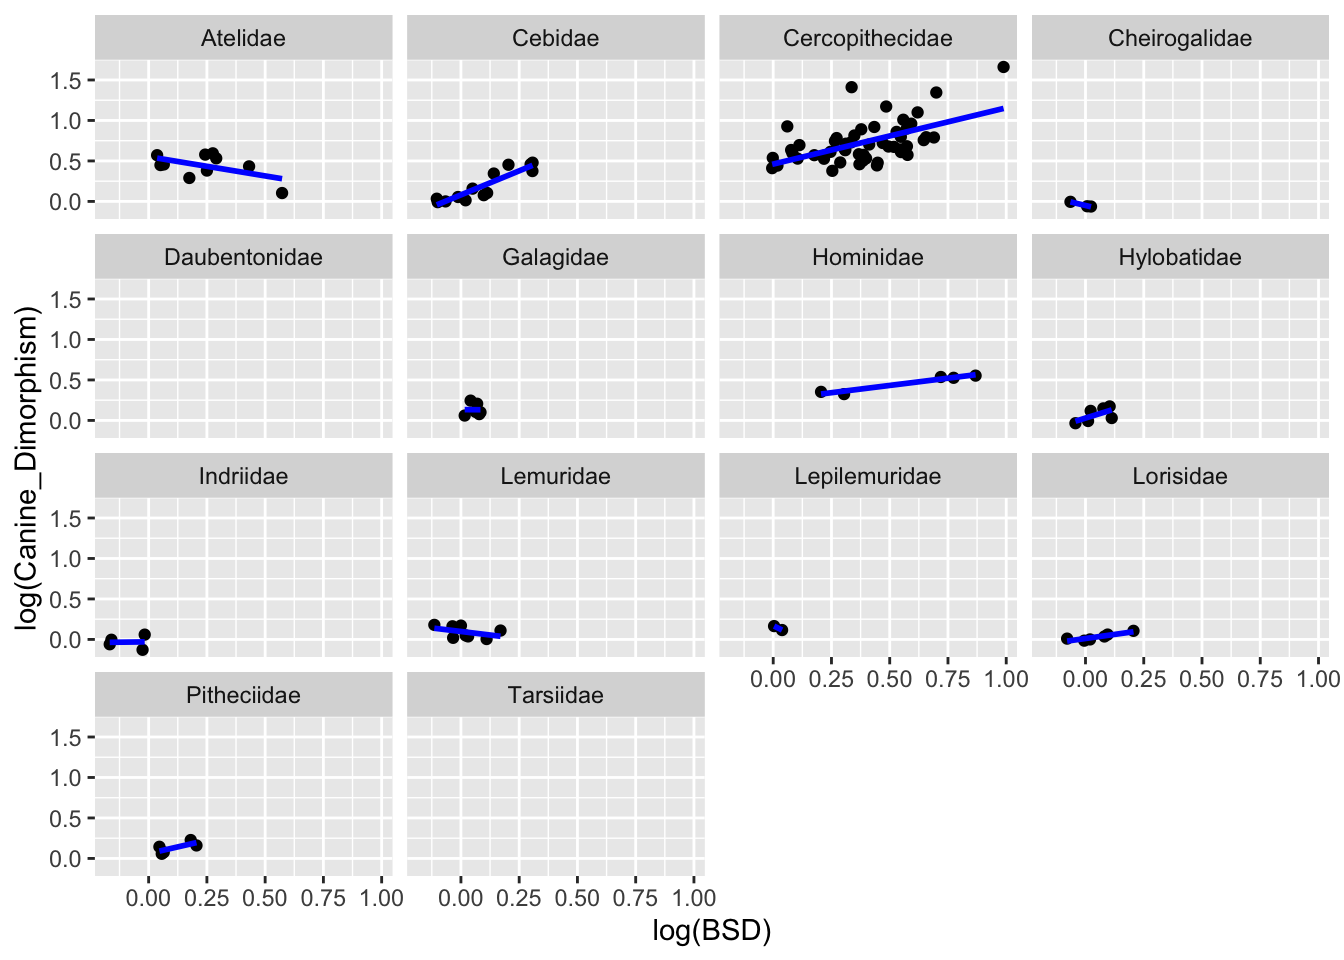 Atelidae Cebidae Cercopithecidae Cheirogalidae
1.5
1.0
0.5
0.0
Daubentonidae Galagidae Hominidae Hylobatidae
1.5
1.0
0.5
0.0
log(Canine_Dimorphism)
Indriidae Lemuridae Lepilemuridae Lorisidae
1.5
1.0
0.5
0.0
0.00 0.25 0.50 0.75 1.00 0.00 0.25 0.50 0.75 1.00
Pitheciidae Tarsiidae
1.5
1.0
0.5
0.0
0.00 0.25 0.50 0.75 1.00 0.00 0.25 0.50 0.75 1.00
log(BSD)